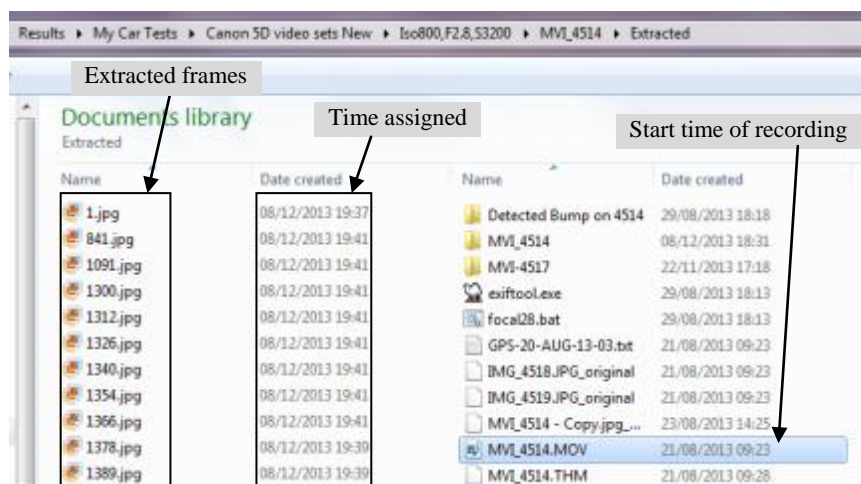 Results ▸ My Car Tests ▸ Canon 5D video sets New ▸ Iso800,F2.8,S3200 ▸ MVI_4514 ▸ Extracted
Extracted frames
Time assigned
Start time of recording
Documents library
Extracted
Name Date created
1.jpg 08/12/2013 19:37
841.jpg 08/12/2013 19:41
1091.jpg 08/12/2013 19:41
1300.jpg 08/12/2013 19:41
1312.jpg 08/12/2013 19:41
1326.jpg 08/12/2013 19:41
1340.jpg 08/12/2013 19:41
1354.jpg 08/12/2013 19:41
1366.jpg 08/12/2013 19:41
1378.jpg 08/12/2013 19:39
1389.jpg 08/12/2013 19:39
Name Date created
Detected Bump on 4514 29/08/2013 18:18
MVI_4514 08/12/2013 18:31
MVI-4517 22/11/2013 17:18
exiftool.exe 29/08/2013 18:13
focal28.bat 29/08/2013 18:13
GPS-20-AUG-13-03.txt 21/08/2013 09:23
IMG_4518.JPG_original 21/08/2013 09:23
IMG_4519.JPG_original 21/08/2013 09:23
MVI_4514 - Copy.jpg_... 23/08/2013 14:25
MVI_4514.MOV 21/08/2013 09:23
MVI_4514.THM 21/08/2013 09:28